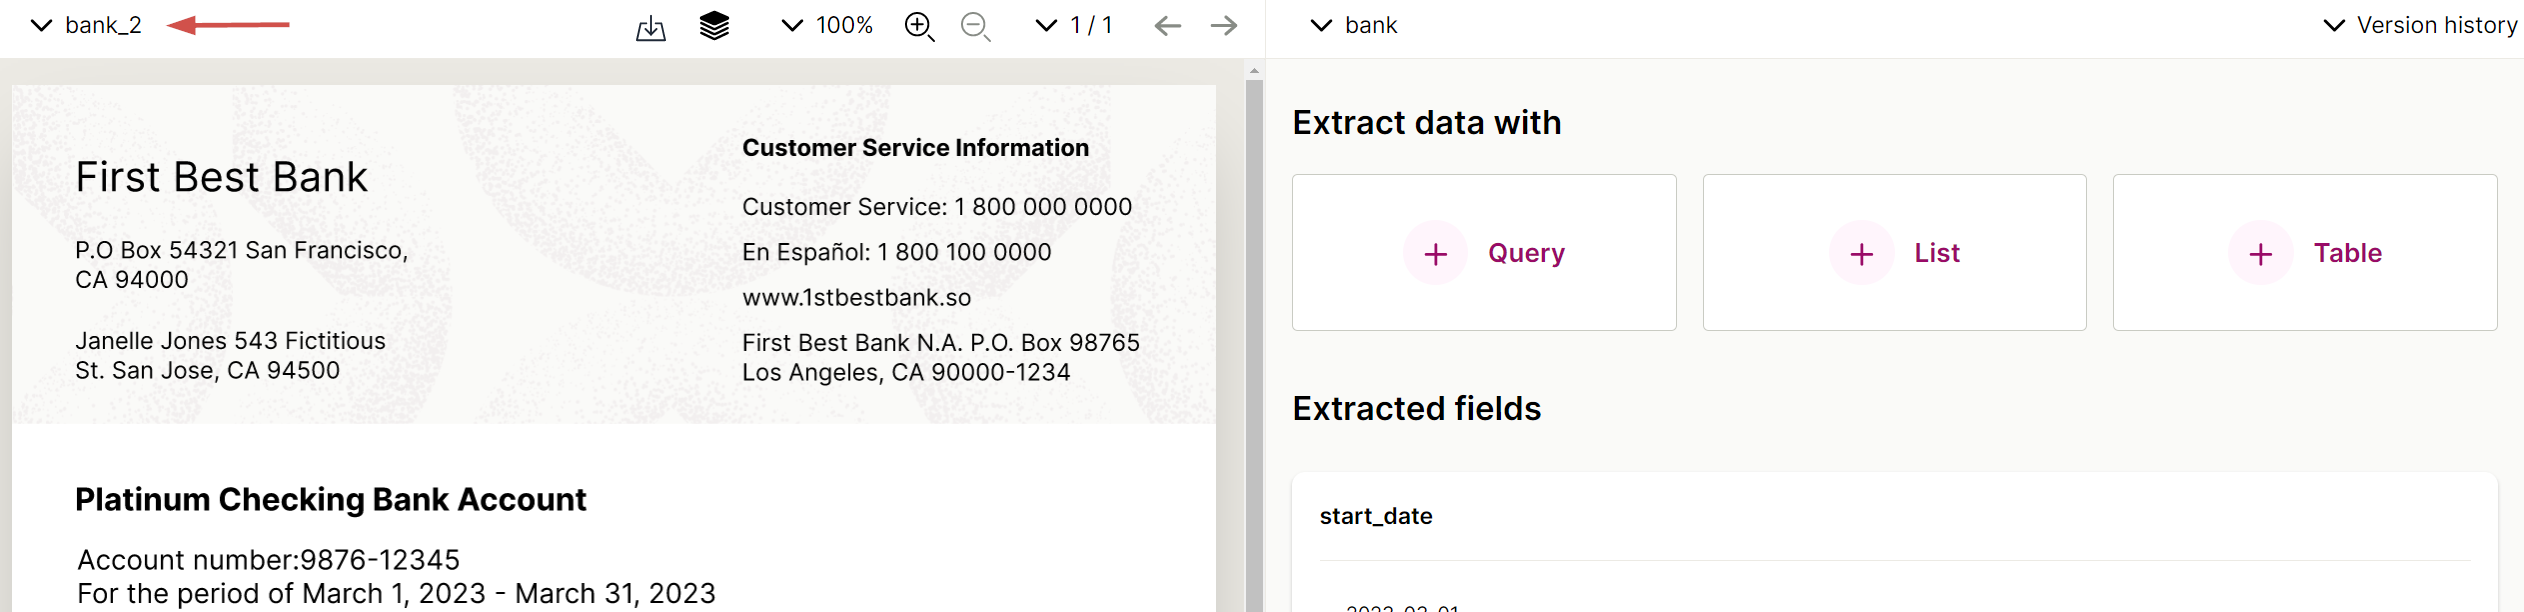 bank_2
100%
1 / 1
bank
Version history
First Best Bank
P.O Box 54321 San Francisco,
CA 94000
Janelle Jones 543 Fictitious
St. San Jose, CA 94500
Customer Service Information
Customer Service: 1 800 000 0000
En Español: 1 800 100 0000
www.1stbestbank.so
First Best Bank N.A. P.O. Box 98765
Los Angeles, CA 90000-1234
Platinum Checking Bank Account
Account number:9876-12345
For the period of March 1, 2023 - March 31, 2023
Extract data with
Query
List
Table
Extracted fields
start_date
2023-03-01